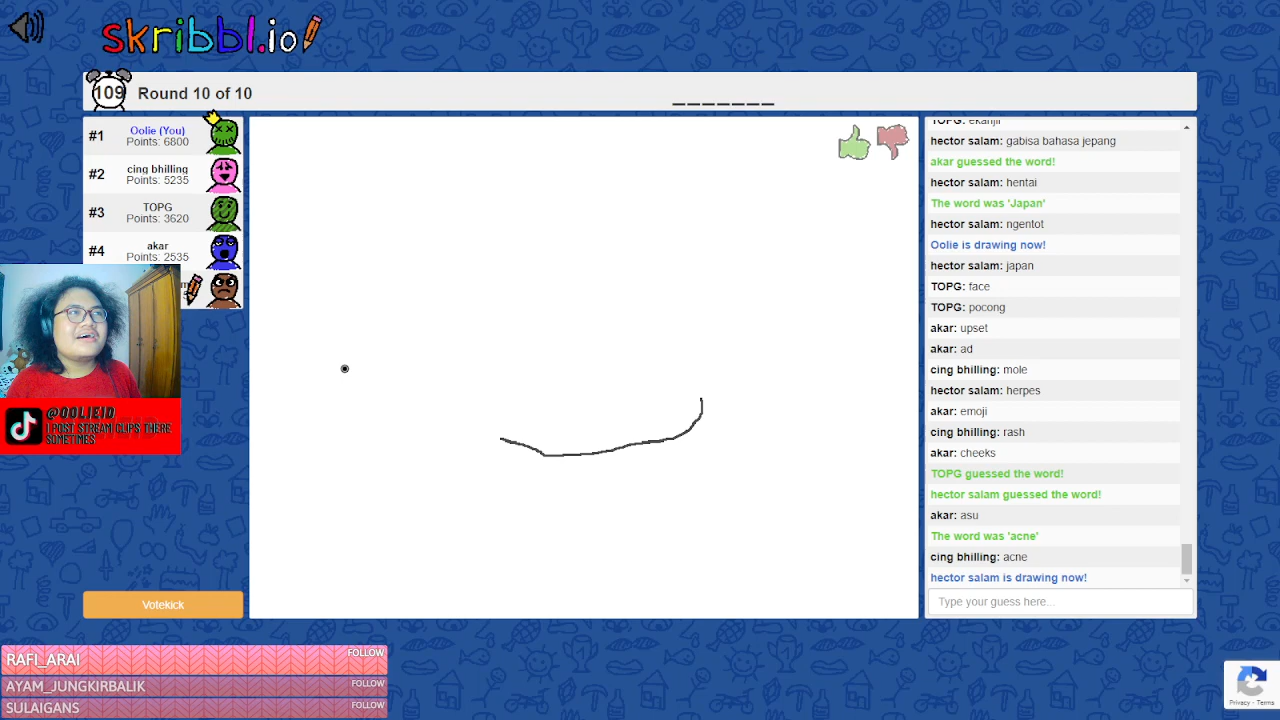 skribbl.io
109 Round 10 of 10
_ _ _ _ _ _ _
#1 Oolie (You)
Points: 6800
#2 cing bhilling
Points: 5235
#3 TOPG
Points: 3620
#4 akar
Points: 2535
@OOLIEIO
I POST STREAM CLIPS THERE
SOMETIMES
Votekick
RAFI_ARAI FOLLOW
AYAM_JUNGKIRBALIK FOLLOW
SULAIGANS FOLLOW
TOPG: ekanji
hector salam: gabisa bahasa jepang
akar guessed the word!
hector salam: hentai
The word was 'Japan'
hector salam: ngentot
Oolie is drawing now!
hector salam: japan
TOPG: face
TOPG: pocong
akar: upset
akar: ad
cing bhilling: mole
hector salam: herpes
akar: emoji
cing bhilling: rash
akar: cheeks
TOPG guessed the word!
hector salam guessed the word!
akar: asu
The word was 'acne'
cing bhilling: acne
hector salam is drawing now!
Type your guess here...
Privacy - Terms